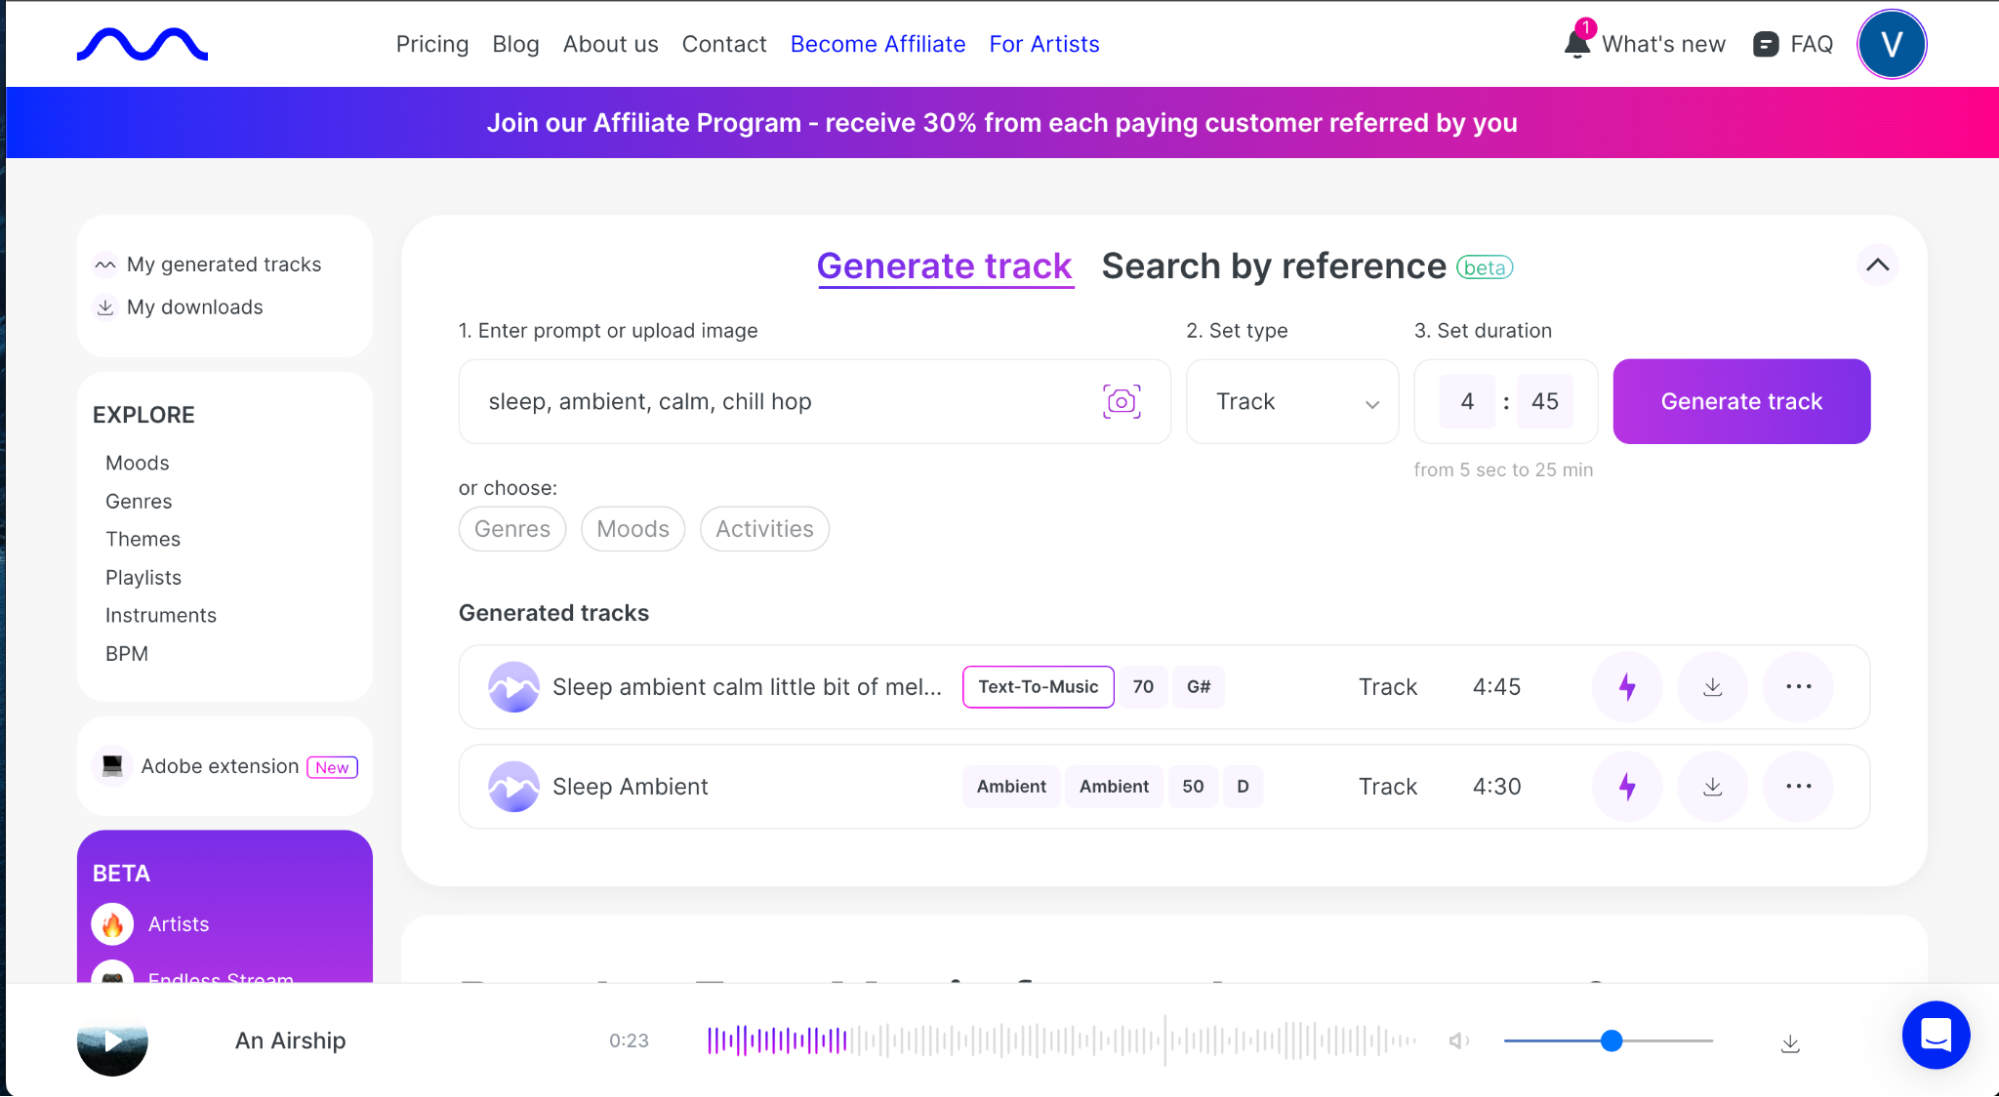 Pricing Blog About us Contact Become Affiliate For Artists
1 What's new FAQ V
Join our Affiliate Program - receive 30% from each paying customer referred by you
My generated tracks
My downloads
EXPLORE
Moods
Genres
Themes
Playlists
Instruments
BPM
Adobe extension New
BETA
Artists
Endless Stream
Generate track Search by reference beta
1. Enter prompt or upload image 2. Set type 3. Set duration
sleep, ambient, calm, chill hop Track 4 : 45 Generate track
from 5 sec to 25 min
or choose:
Genres Moods Activities
Generated tracks
Sleep ambient calm little bit of mel... Text-To-Music 70 G# Track 4:45
Sleep Ambient Ambient Ambient 50 D Track 4:30
An Airship 0:23